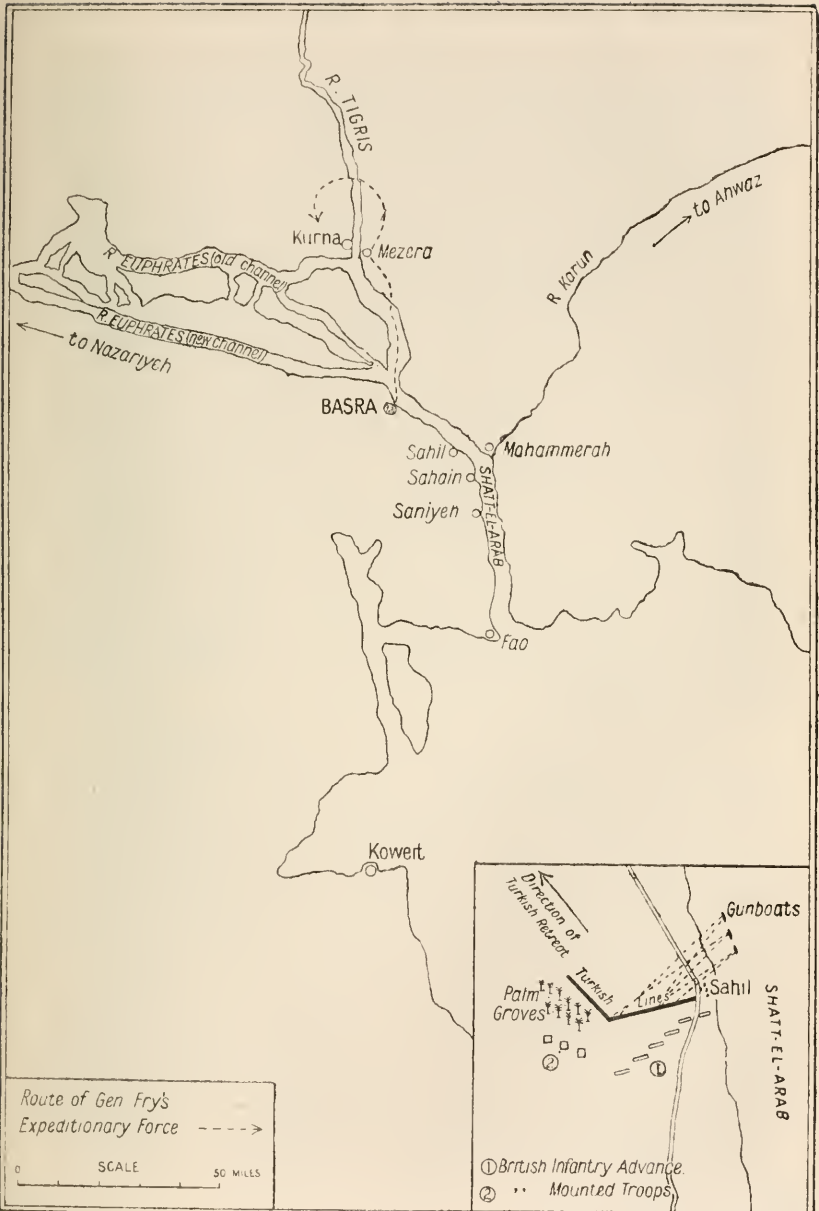 R. TIGRIS
to Ahwaz
Kurna
Mezera
R. Karun
R EUPHRATES (old channel)
R. EUPHRATES (new channel)
to Nazariyeh
BASRA
Sahil
Mohammerah
Sahain
SHATT-EL-ARAB
Saniyeh
Fao
Kowert
Direction of
Turkish Retreat
Gunboats
Turkish Lines
Sahil
Palm
Groves
SHATT-EL-ARAB
②
①
① British Infantry Advance.
② " Mounted Troops
Route of Gen Fry's
Expeditionary Force
SCALE
0 50 MILES